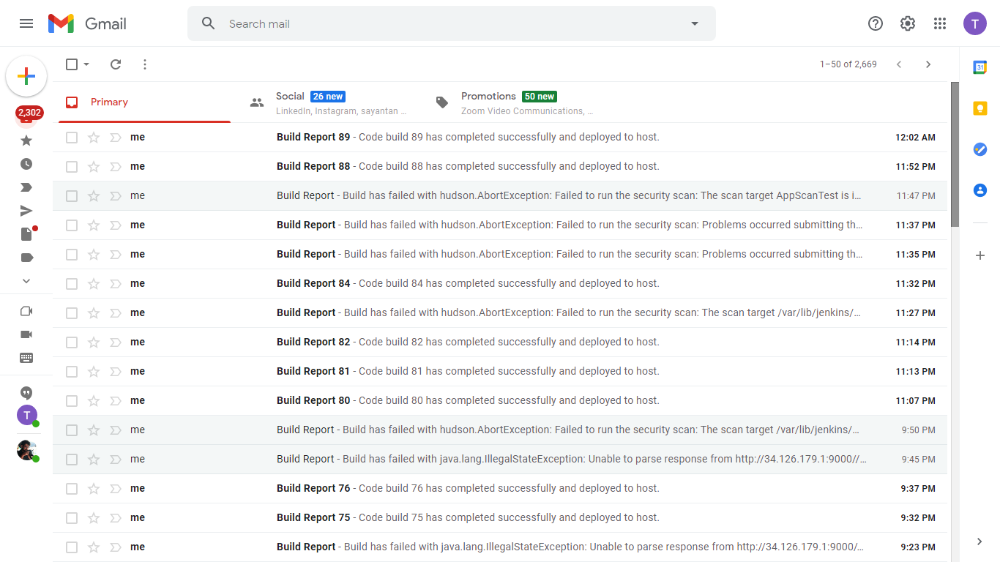 Gmail
Search mail
T
1–50 of 2,669
31
Primary
Social 26 new
LinkedIn, Instagram, sayantan ...
Promotions 50 new
Zoom Video Communications, ...
2,302
me Build Report 89 - Code build 89 has completed successfully and deployed to host. 12:02 AM
me Build Report 88 - Code build 88 has completed successfully and deployed to host. 11:52 PM
me Build Report - Build has failed with hudson.AbortException: Failed to run the security scan: The scan target AppScanTest is i... 11:47 PM
me Build Report - Build has failed with hudson.AbortException: Failed to run the security scan: Problems occurred submitting th... 11:37 PM
me Build Report - Build has failed with hudson.AbortException: Failed to run the security scan: Problems occurred submitting th... 11:35 PM
me Build Report 84 - Code build 84 has completed successfully and deployed to host. 11:32 PM
me Build Report - Build has failed with hudson.AbortException: Failed to run the security scan: The scan target /var/lib/jenkins/... 11:27 PM
me Build Report 82 - Code build 82 has completed successfully and deployed to host. 11:14 PM
me Build Report 81 - Code build 81 has completed successfully and deployed to host. 11:13 PM
me Build Report 80 - Code build 80 has completed successfully and deployed to host. 11:07 PM
T
me Build Report - Build has failed with hudson.AbortException: Failed to run the security scan: The scan target /var/lib/jenkins/... 9:50 PM
me Build Report - Build has failed with java.lang.IllegalStateException: Unable to parse response from http://34.126.179.1:9000//... 9:45 PM
me Build Report 76 - Code build 76 has completed successfully and deployed to host. 9:37 PM
me Build Report 75 - Code build 75 has completed successfully and deployed to host. 9:32 PM
me Build Report - Build has failed with java.lang.IllegalStateException: Unable to parse response from http://34.126.179.1:9000/... 9:23 PM